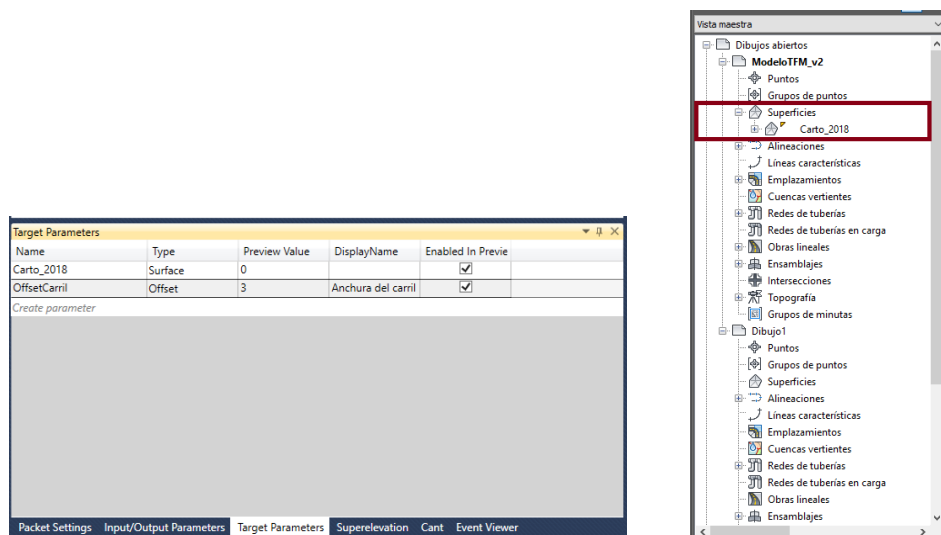 Target Parameters
Name Type Preview Value DisplayName Enabled In Previe
Carto_2018 Surface 0
OffsetCarril Offset 3 Anchura del carril
Create parameter
Packet Settings Input/Output Parameters Target Parameters Superelevation Cant Event Viewer
Vista maestra
Dibujos abiertos
ModeloTFM_v2
Puntos
Grupos de puntos
Superficies
Carto_2018
Alineaciones
Líneas características
Emplazamientos
Cuencas vertientes
Redes de tuberías
Redes de tuberías en carga
Obras lineales
Ensamblajes
Intersecciones
Topografía
Grupos de minutas
Dibujo1
Puntos
Grupos de puntos
Superficies
Alineaciones
Líneas características
Emplazamientos
Cuencas vertientes
Redes de tuberías
Redes de tuberías en carga
Obras lineales
Ensamblajes